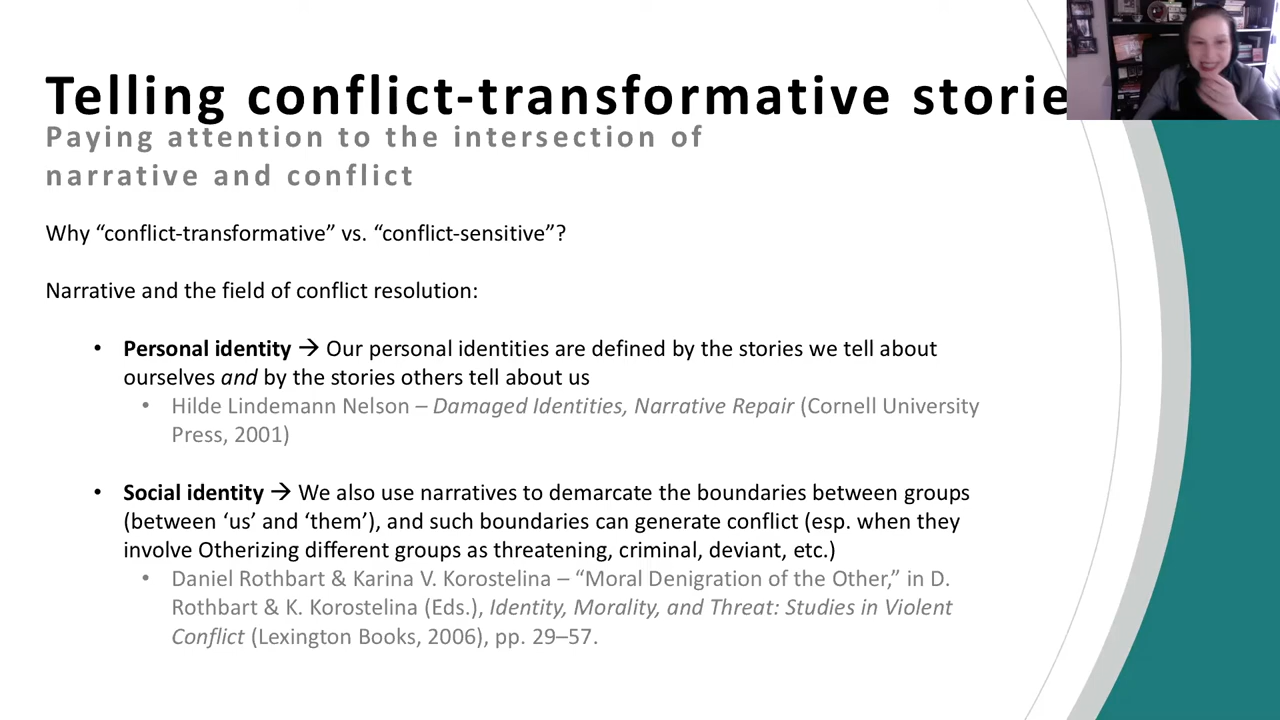 Telling conflict-transformative storie
Paying attention to the intersection of
narrative and conflict
Why “conflict-transformative” vs. “conflict-sensitive”?
Narrative and the field of conflict resolution:
• Personal identity → Our personal identities are defined by the stories we tell about
ourselves and by the stories others tell about us
• Hilde Lindemann Nelson – Damaged Identities, Narrative Repair (Cornell University
Press, 2001)
• Social identity → We also use narratives to demarcate the boundaries between groups
(between ‘us’ and ‘them’), and such boundaries can generate conflict (esp. when they
involve Otherizing different groups as threatening, criminal, deviant, etc.)
• Daniel Rothbart & Karina V. Korostelina – “Moral Denigration of the Other,” in D.
Rothbart & K. Korostelina (Eds.), Identity, Morality, and Threat: Studies in Violent
Conflict (Lexington Books, 2006), pp. 29–57.